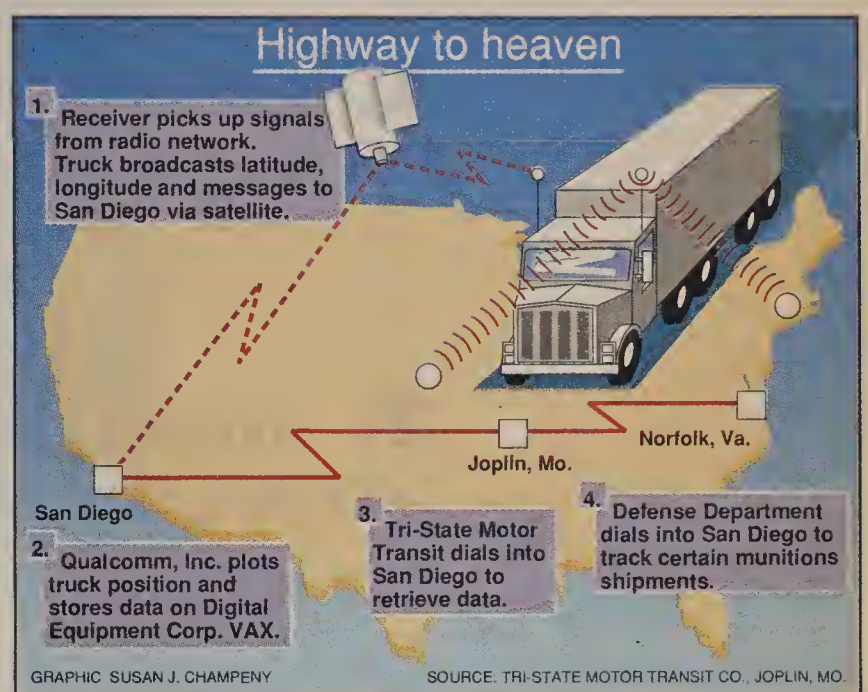 Highway to heaven
1. Receiver picks up signals
from radio network.
Truck broadcasts latitude,
longitude and messages to
San Diego via satellite.
San Diego
Joplin, Mo.
Norfolk, Va.
2. Qualcomm, Inc. plots
truck position and
stores data on Digital
Equipment Corp. VAX.
3. Tri-State Motor
Transit dials into
San Diego to
retrieve data.
4. Defense Department
dials into San Diego to
track certain munitions
shipments.
GRAPHIC SUSAN J. CHAMPENY
SOURCE: TRI-STATE MOTOR TRANSIT CO., JOPLIN, MO.